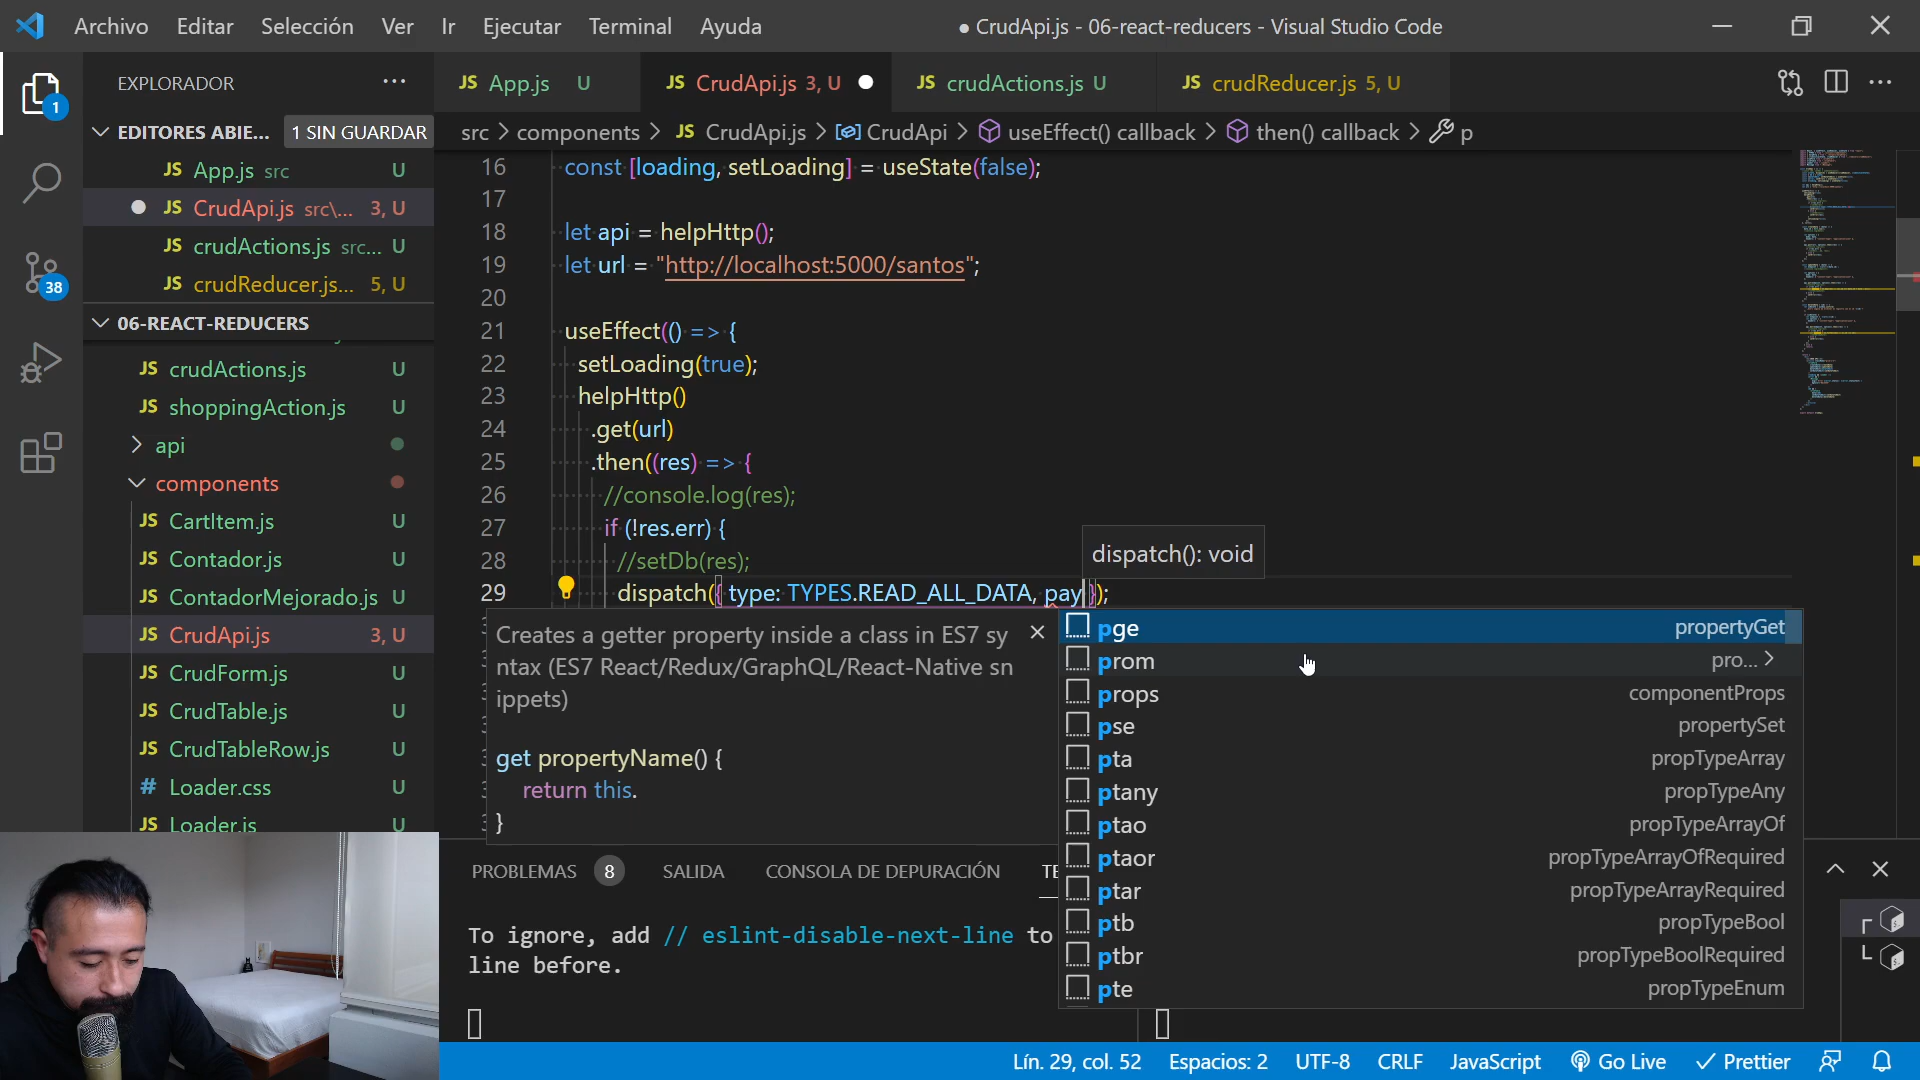 Archivo Editar Selección Ver Ir Ejecutar Terminal Ayuda
● CrudApi.js - 06-react-reducers - Visual Studio Code
EXPLORADOR ...
EDITORES ABIE... 1 SIN GUARDAR
JS App.js src U
JS CrudApi.js src\... 3, U
JS crudActions.js src... U
JS crudReducer.js... 5, U
06-REACT-REDUCERS
JS crudActions.js U
JS shoppingAction.js U
api
components
JS CartItem.js U
JS Contador.js U
JS ContadorMejorado.js U
JS CrudApi.js 3, U
JS CrudForm.js U
JS CrudTable.js U
JS CrudTableRow.js U
# Loader.css U
JS Loader.js U
1
38
JS App.js U
JS CrudApi.js 3, U
JS crudActions.js U
JS crudReducer.js 5, U
src > components > JS CrudApi.js > CrudApi > useEffect() callback > then() callback > p
16 const [loading, setLoading] = useState(false);
17
18 let api = helpHttp();
19 let url = "http://localhost:5000/santos";
20
21 useEffect(() => {
22 setLoading(true);
23 helpHttp()
24 .get(url)
25 .then((res) => {
26 //console.log(res);
27 if (!res.err) {
28 //setDb(res);
dispatch(): void
29 dispatch({ type: TYPES.READ_ALL_DATA, pay });
Creates a getter property inside a class in ES7 sy
ntax (ES7 React/Redux/GraphQL/React-Native sn
ippets)
get propertyName() {
return this.
}
pge propertyGet
prom pro...
props componentProps
pse propertySet
pta propTypeArray
ptany propTypeAny
ptao propTypeArrayOf
ptaor propTypeArrayOfRequired
ptar propTypeArrayRequired
ptb propTypeBool
ptbr propTypeBoolRequired
pte propTypeEnum
PROBLEMAS 8 SALIDA CONSOLA DE DEPURACIÓN TE
To ignore, add // eslint-disable-next-line to
line before.
Lín. 29, col. 52 Espacios: 2 UTF-8 CRLF JavaScript Go Live Prettier